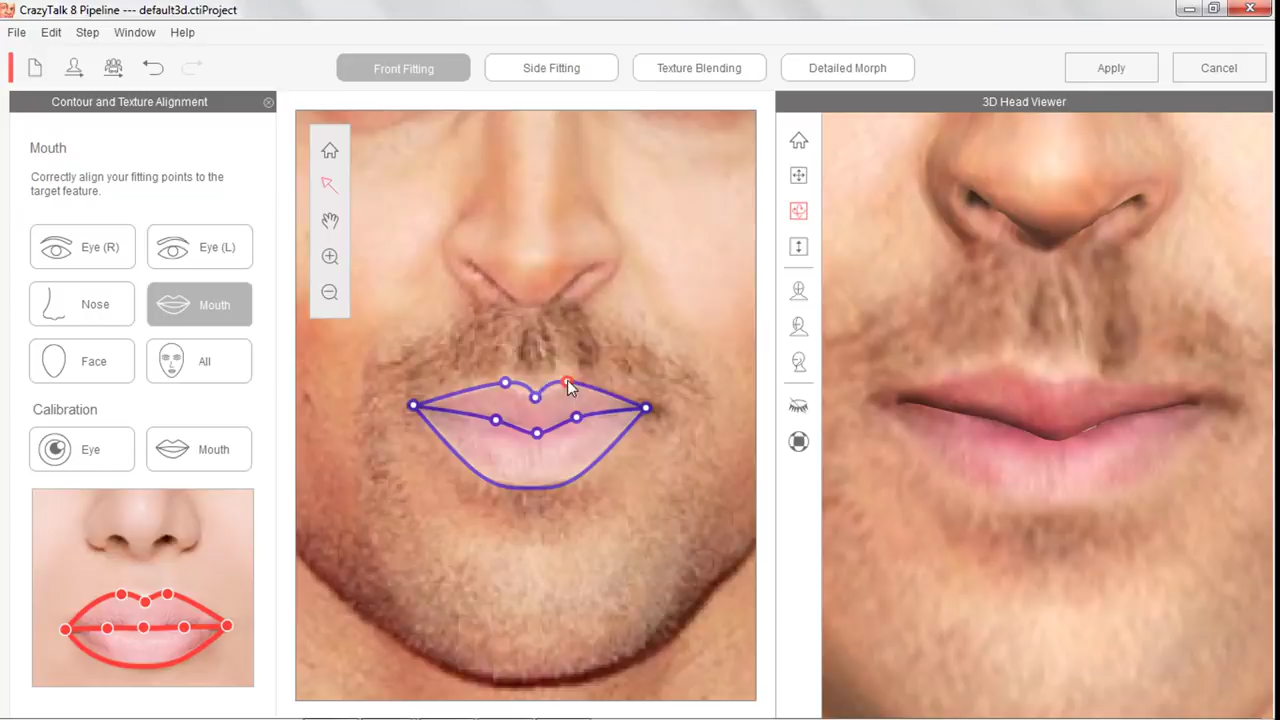 CrazyTalk 8 Pipeline --- default3d.ctiProject
File Edit Step Window Help
Front Fitting Side Fitting Texture Blending Detailed Morph Apply Cancel
Contour and Texture Alignment
3D Head Viewer
Mouth
Correctly align your fitting points to the
target feature.
Eye (R) Eye (L)
Nose Mouth
Face All
Calibration
Eye Mouth